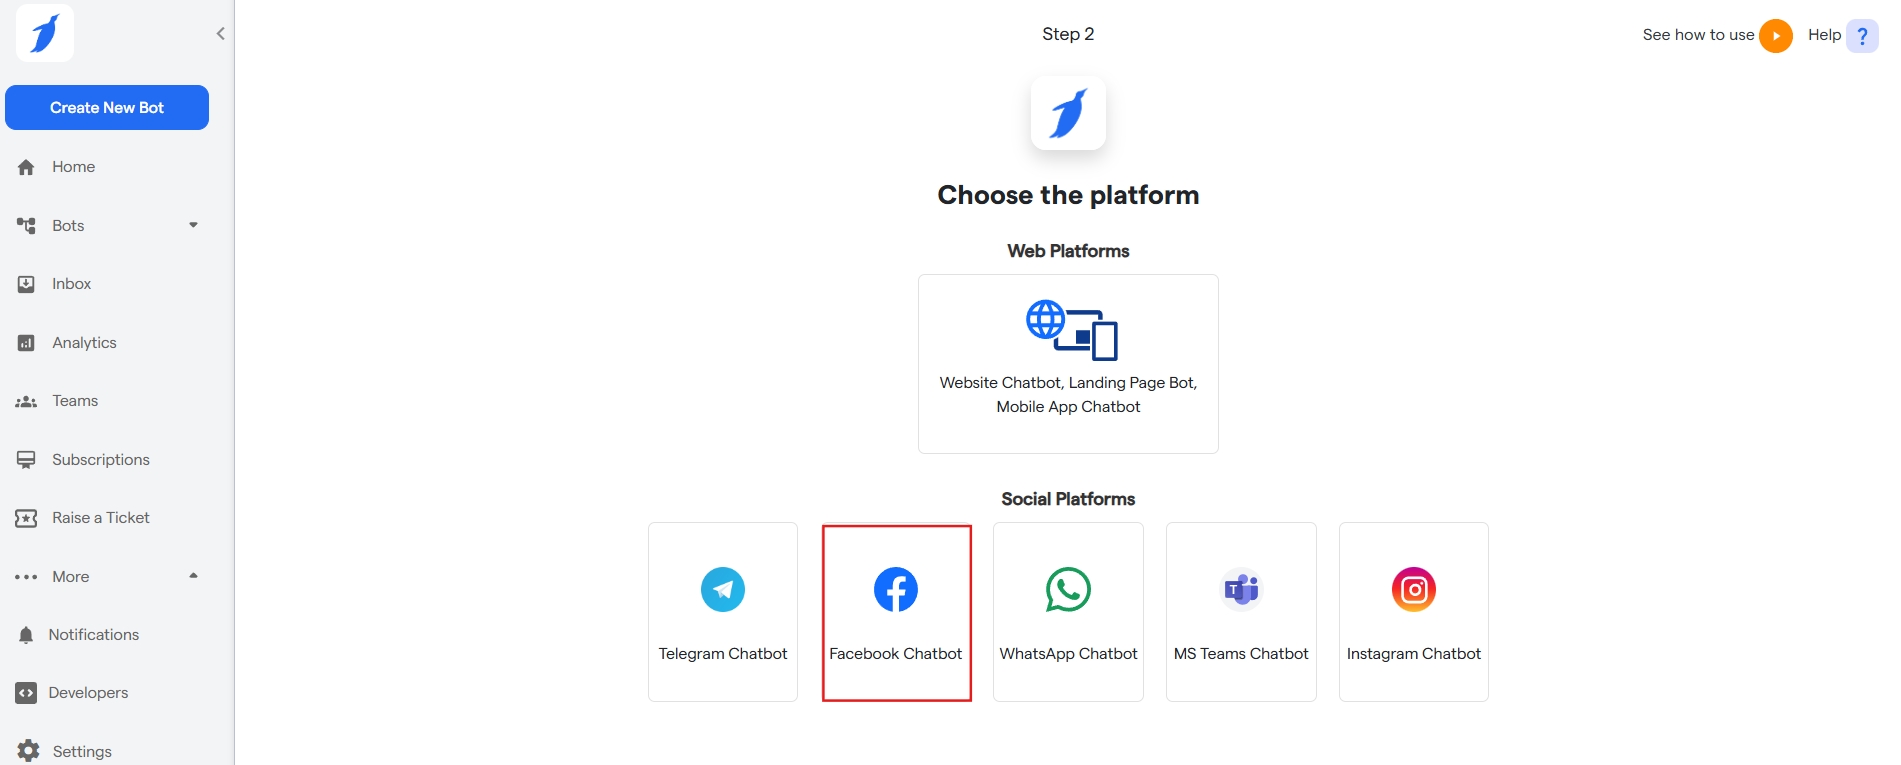 Create New Bot
Home
Bots
Inbox
Analytics
Teams
Subscriptions
Raise a Ticket
More
Notifications
Developers
Settings
Step 2
See how to use
Help ?
Choose the platform
Web Platforms
Website Chatbot, Landing Page Bot,
Mobile App Chatbot
Social Platforms
Telegram Chatbot
Facebook Chatbot
WhatsApp Chatbot
MS Teams Chatbot
Instagram Chatbot